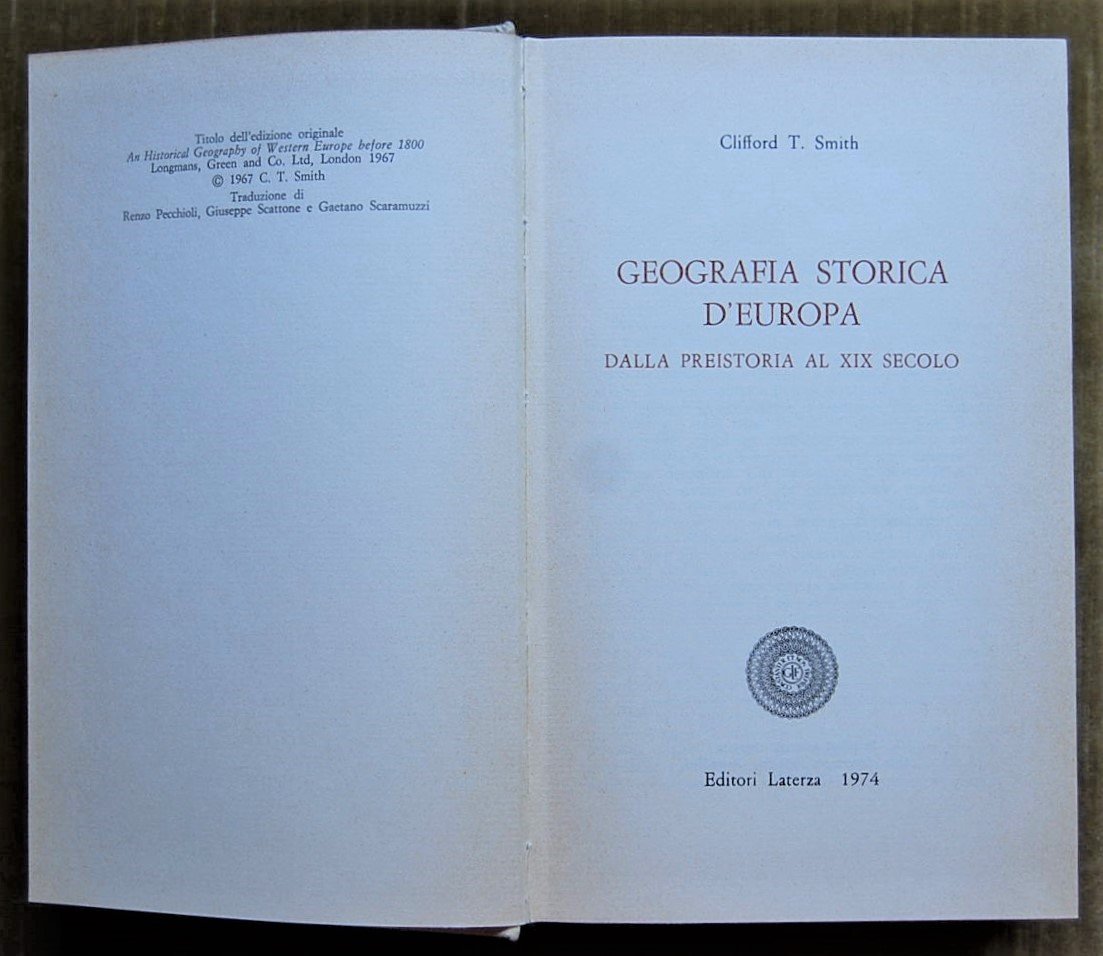 Titolo dell'edizione originale
An Historical Geography of Western Europe before 1800
Longmans, Green and Co. Ltd, London 1967
© 1967 C. T. Smith
Traduzione di
Renzo Pecchioli, Giuseppe Scattone e Gaetano Scaramuzzi
Clifford T. Smith
GEOGRAFIA STORICA
D'EUROPA
DALLA PREISTORIA AL XIX SECOLO
Editori Laterza 1974